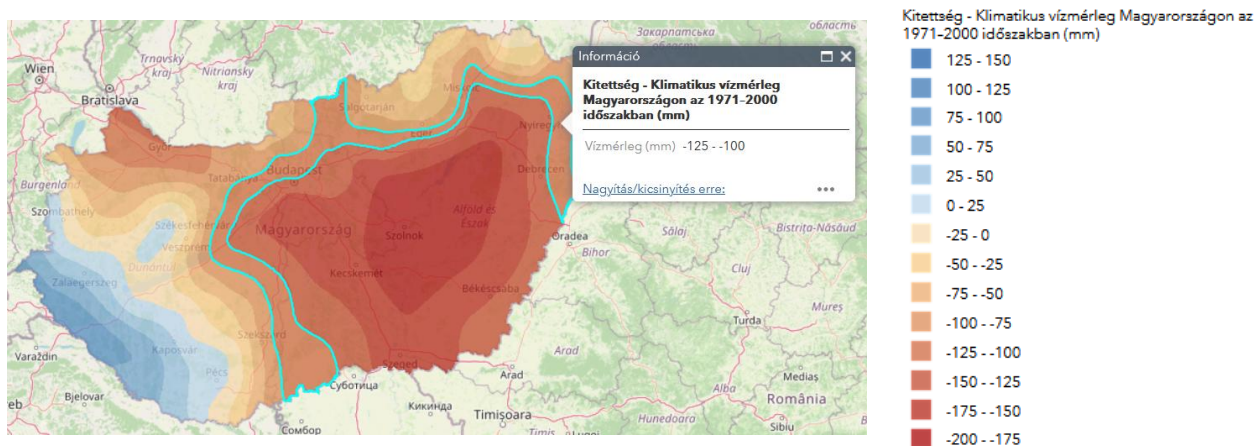 Kitettség - Klimatikus vízmérleg Magyarországon az
1971-2000 időszakban (mm)
125 - 150
100 - 125
75 - 100
50 - 75
25 - 50
0 - 25
-25 - 0
-50 - -25
-75 - -50
-100 - -75
-125 - -100
-150 - -125
-175 - -150
-200 - -175
Információ
Kitettség - Klimatikus vízmérleg
Magyarországon az 1971-2000
időszakban (mm)
Vízmérleg (mm) -125 - -100
Nagyítás/kicsinyítés erre:
область
Закарпатська
Trnavský
kraj
Nitriansky
kraj
Wien
Bratislava
Miskolc
Salgótarján
Eger
Győr
Budapest
Tatabánya
Debrecen
Burgenland
Szombathely
Székesfehérvár
Veszprém
Magyarország
Alföld és
Észak
Szolnok
Oradea
Sălaj
Bistrița-Năsăud
Bihor
Dunántúl
Zalaegerszeg
Kecskemét
Cluj
Békéscsaba
Mureș
Turda
Szekszárd
Kaposvár
Varaždin
Pécs
Szeged
Arad
Суботица
Arad
Alba
Mediaș
România
Bjelovar
Кикинда
Timișoara
Hunedoara
Сомбор
Sibiu